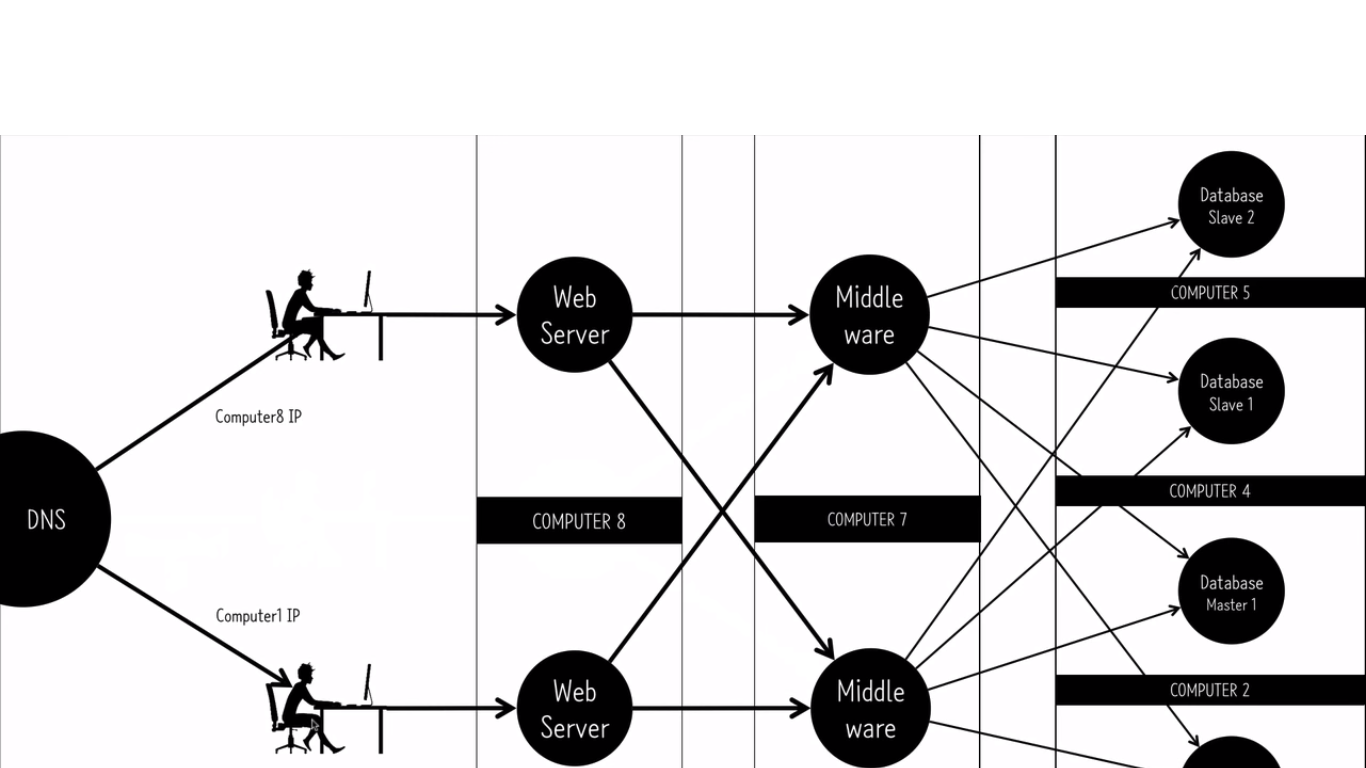 Database
Slave 2
COMPUTER 5
Web
Server
Middle
ware
Database
Slave 1
Computer8 IP
COMPUTER 4
DNS
COMPUTER 8
COMPUTER 7
Database
Master 1
Computer1 IP
COMPUTER 2
Web
Server
Middle
ware